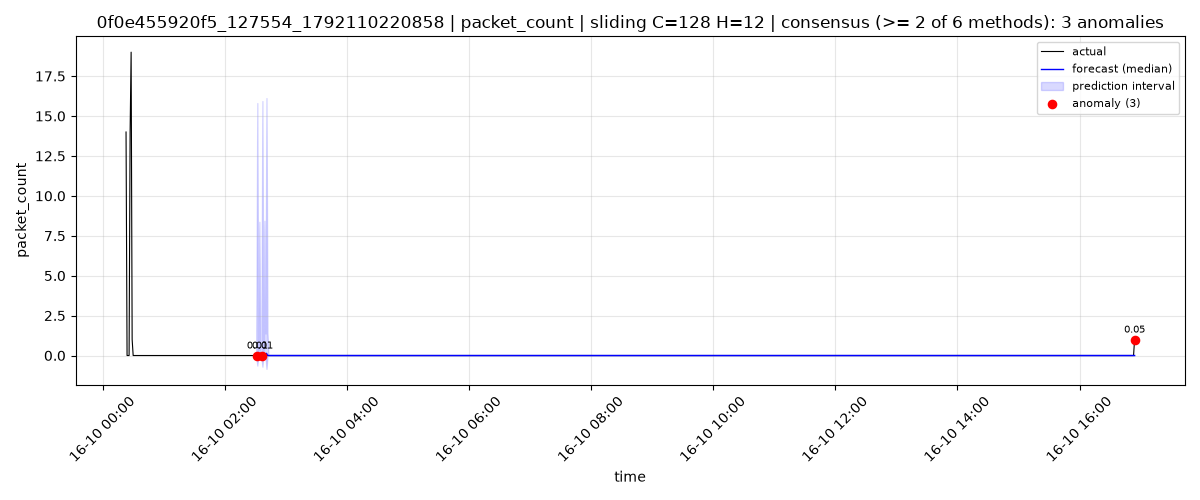 0f0e455920f5_127554_1792110220858 | packet_count | sliding C=128 H=12 | consensus (>= 2 of 6 methods): 3 anomalies
actual
forecast (median)
prediction interval
anomaly (3)
packet_count
17.5
15.0
12.5
10.0
7.5
5.0
2.5
0.0
0.05
16-10 00:00
16-10 02:00
16-10 04:00
16-10 06:00
16-10 08:00
16-10 10:00
16-10 12:00
16-10 14:00
16-10 16:00
time